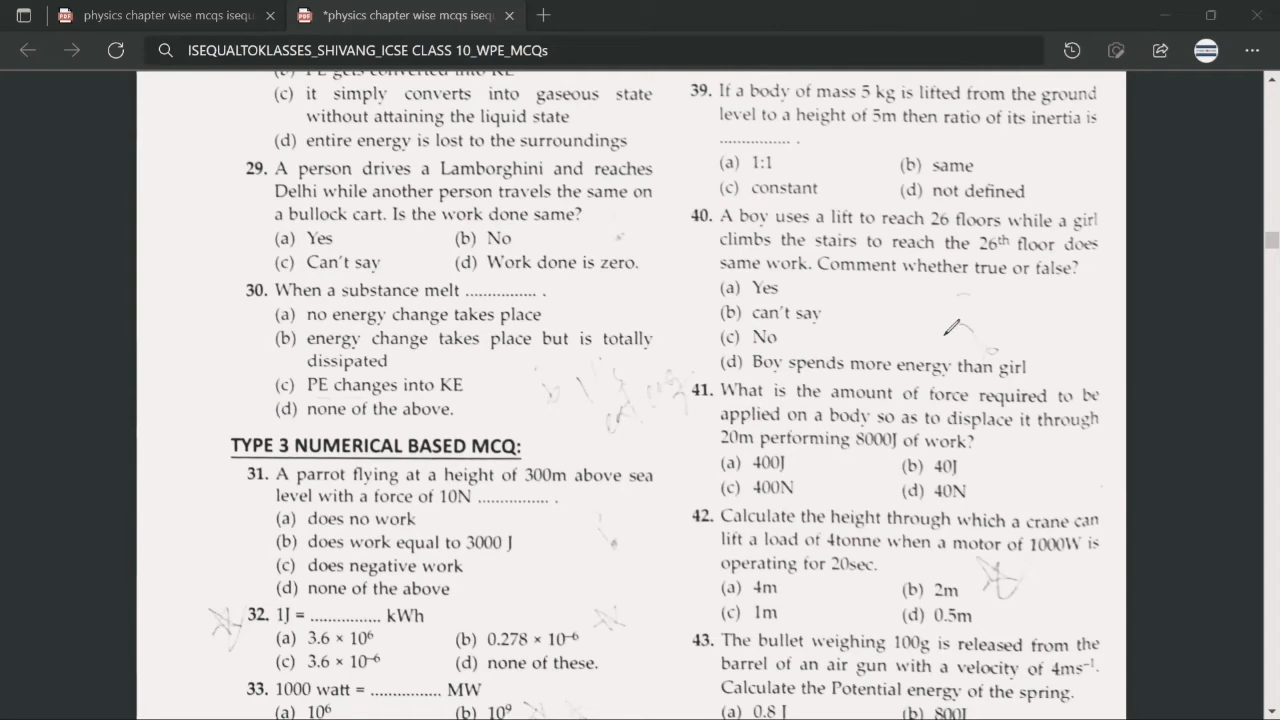 physics chapter wise mcqs isequ
*physics chapter wise mcqs isequ
ISEQUALTOKLASSES_SHIVANG_ICSE CLASS 10_WPE_MCQs
(b) PE gets converted into KE
(c) it simply converts into gaseous state
without attaining the liquid state
(d) entire energy is lost to the surroundings
29. A person drives a Lamborghini and reaches
Delhi while another person travels the same on
a bullock cart. Is the work done same?
(a) Yes (b) No
(c) Can't say (d) Work done is zero.
30. When a substance melt ................ .
(a) no energy change takes place
(b) energy change takes place but is totally
dissipated
(c) PE changes into KE
(d) none of the above.
TYPE 3 NUMERICAL BASED MCQ:
31. A parrot flying at a height of 300m above sea
level with a force of 10N ................ .
(a) does no work
(b) does work equal to 3000 J
(c) does negative work
(d) none of the above
32. 1J = ................ kWh
(a) 3.6 × 10⁶ (b) 0.278 × 10⁻⁶
(c) 3.6 × 10⁻⁶ (d) none of these.
33. 1000 watt = ................ MW
(a) 10⁶ (b) 10⁹
39. If a body of mass 5 kg is lifted from the ground
level to a height of 5m then ratio of its inertia is
................ .
(a) 1:1 (b) same
(c) constant (d) not defined
40. A boy uses a lift to reach 26 floors while a girl
climbs the stairs to reach the 26th floor does
same work. Comment whether true or false?
(a) Yes
(b) can't say
(c) No
(d) Boy spends more energy than girl
41. What is the amount of force required to be
applied on a body so as to displace it through
20m performing 8000J of work?
(a) 400J (b) 40J
(c) 400N (d) 40N
42. Calculate the height through which a crane can
lift a load of 4tonne when a motor of 1000W is
operating for 20sec.
(a) 4m (b) 2m
(c) 1m (d) 0.5m
43. The bullet weighing 100g is released from the
barrel of an air gun with a velocity of 4ms⁻¹.
Calculate the Potential energy of the spring.
(a) 0.8 J (b) 800J